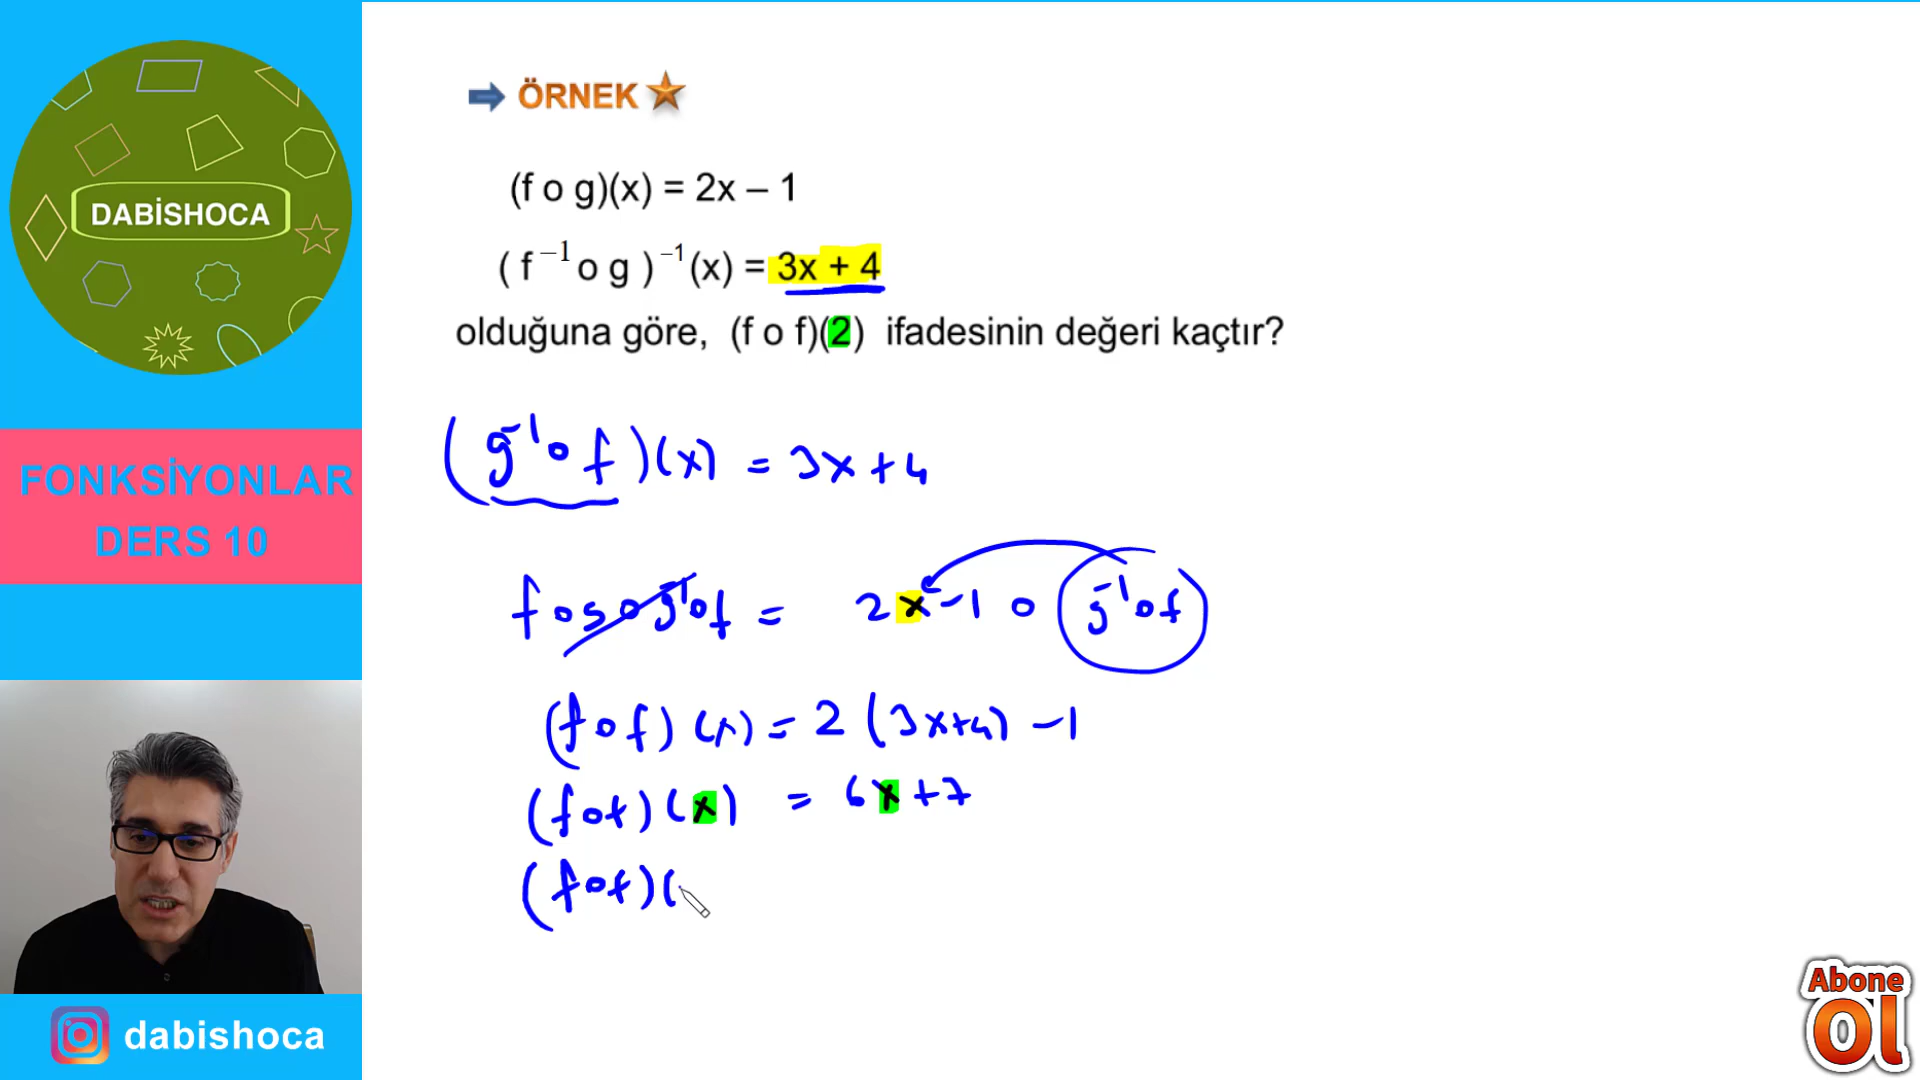 DABİSHOCA
FONKSİYONLAR
DERS 10
dabishoca
ÖRNEK
(f o g)(x) = 2x – 1
( f⁻¹ o g )⁻¹(x) = 3x + 4
olduğuna göre, (f o f)(2) ifadesinin değeri kaçtır?
(g⁻¹ o f)(x) = 3x + 4
f o g o g⁻¹ o f = 2x - 1 o g⁻¹ o f
(f o f)(x) = 2(3x+4) - 1
(f o f)(x) = 6x + 7
(f o f)(
Abone
Ol